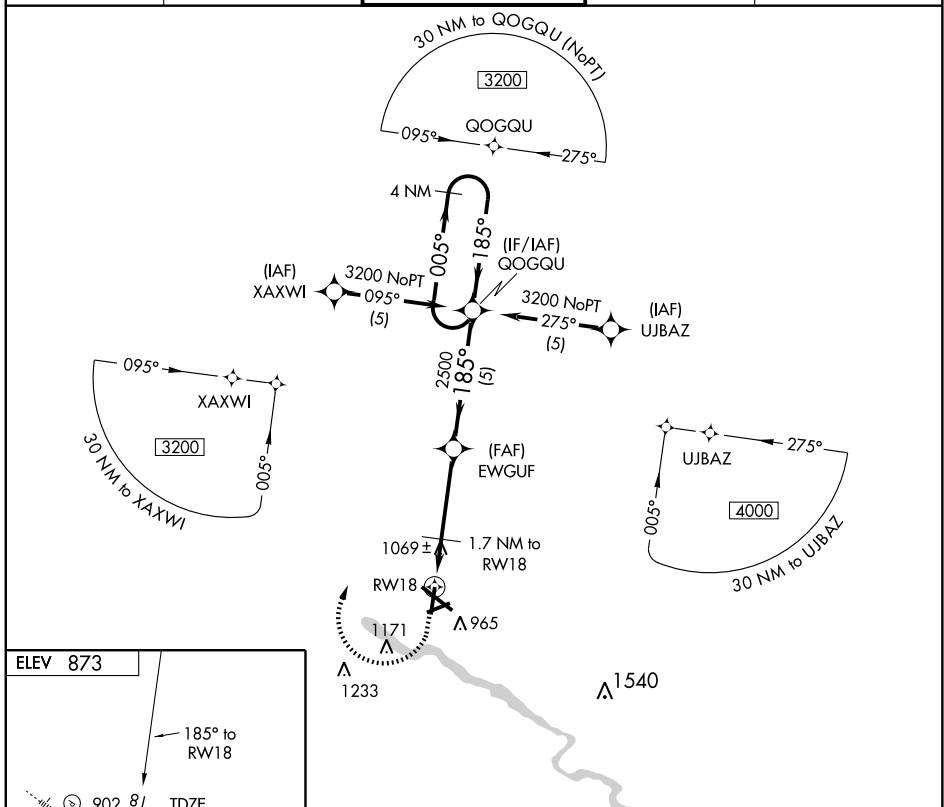 30 NM to QOGQU (NoPT)
3200
QOGQU
095°
275°
4 NM
005°
185°
(IF/IAF)
QOGQU
(IAF)
XAXWI
3200 NoPT
095°
(5)
3200 NoPT
275°
(5)
(IAF)
UJBAZ
2500
185°
(5)
095°
XAXWI
3200
005°
30 NM to XAXWI
(FAF)
EWGUF
UJBAZ
275°
005°
4000
30 NM to UJBAZ
1069±
1.7 NM to
RW18
RW18
965
1171
1233
1540
ELEV 873
185° to
RW18
A
902
18
TDZE